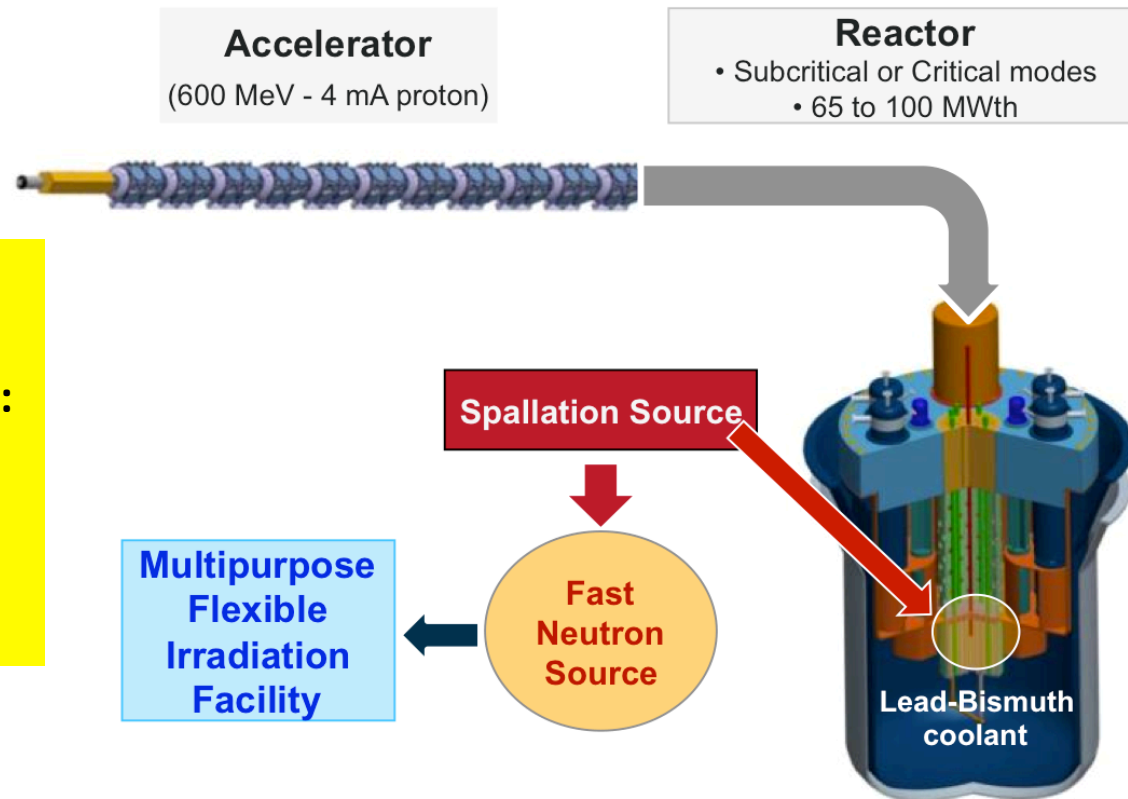 Accelerator
(600 MeV - 4 mA proton)
Reactor
• Subcritical or Critical modes
• 65 to 100 MWth
:
Spallation Source
Multipurpose
Flexible
Irradiation
Facility
Fast
Neutron
Source
Lead-Bismuth
coolant